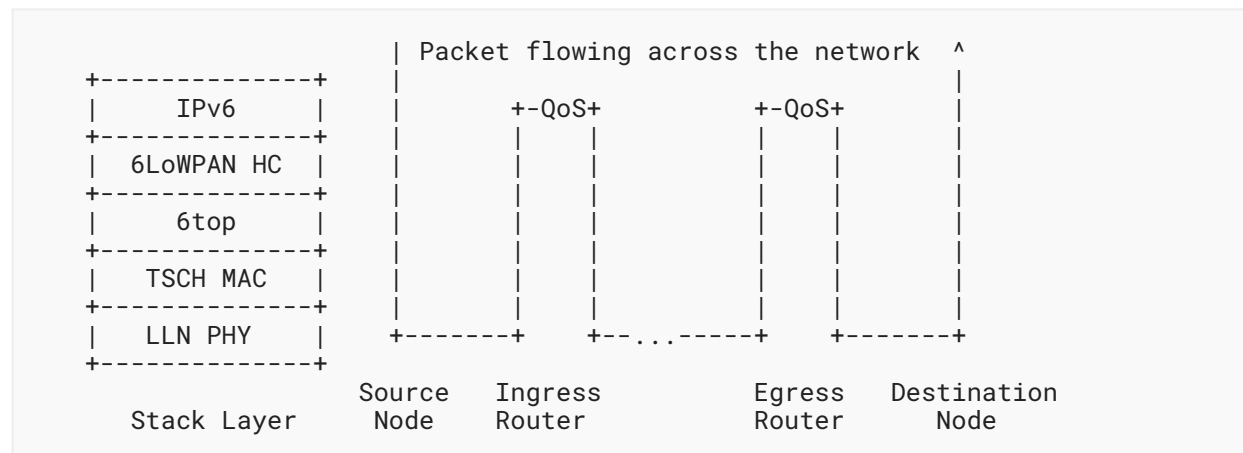 Packet flowing across the network
IPv6 +-QoS+ +-QoS+
6LoWPAN HC
6top
TSCH MAC
LLN PHY
Source Ingress Egress Destination
Stack Layer Node Router Router Node